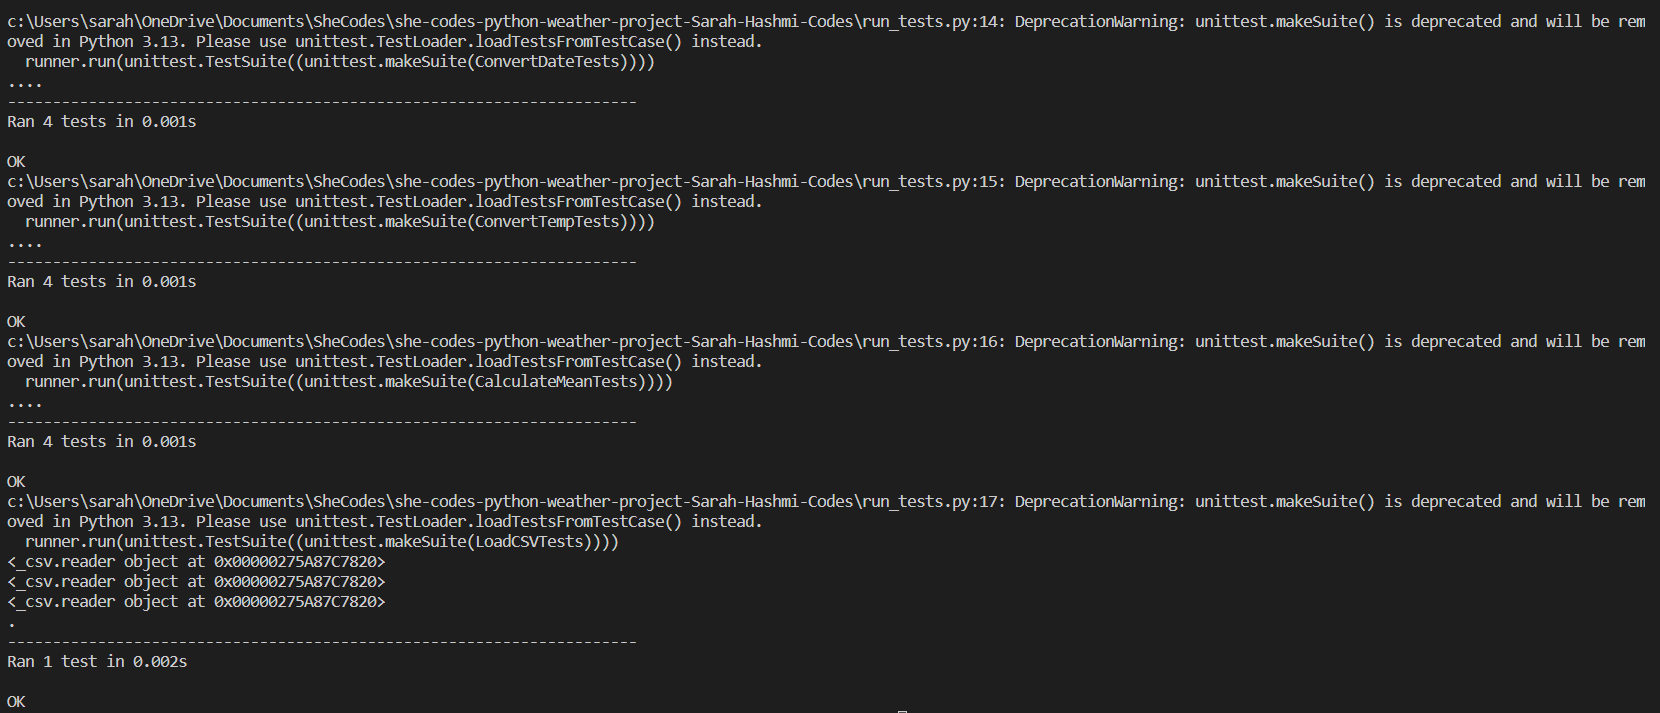 c:\Users\sarah\OneDrive\Documents\SheCodes\she-codes-python-weather-project-Sarah-Hashmi-Codes\run_tests.py:14: DeprecationWarning: unittest.makeSuite() is deprecated and will be rem
oved in Python 3.13. Please use unittest.TestLoader.loadTestsFromTestCase() instead.
  runner.run(unittest.TestSuite((unittest.makeSuite(ConvertDateTests))))
....
----------------------------------------------------------------------
Ran 4 tests in 0.001s

OK
c:\Users\sarah\OneDrive\Documents\SheCodes\she-codes-python-weather-project-Sarah-Hashmi-Codes\run_tests.py:15: DeprecationWarning: unittest.makeSuite() is deprecated and will be rem
oved in Python 3.13. Please use unittest.TestLoader.loadTestsFromTestCase() instead.
  runner.run(unittest.TestSuite((unittest.makeSuite(ConvertTempTests))))
....
----------------------------------------------------------------------
Ran 4 tests in 0.001s

OK
c:\Users\sarah\OneDrive\Documents\SheCodes\she-codes-python-weather-project-Sarah-Hashmi-Codes\run_tests.py:16: DeprecationWarning: unittest.makeSuite() is deprecated and will be rem
oved in Python 3.13. Please use unittest.TestLoader.loadTestsFromTestCase() instead.
  runner.run(unittest.TestSuite((unittest.makeSuite(CalculateMeanTests))))
....
----------------------------------------------------------------------
Ran 4 tests in 0.001s

OK
c:\Users\sarah\OneDrive\Documents\SheCodes\she-codes-python-weather-project-Sarah-Hashmi-Codes\run_tests.py:17: DeprecationWarning: unittest.makeSuite() is deprecated and will be rem
oved in Python 3.13. Please use unittest.TestLoader.loadTestsFromTestCase() instead.
  runner.run(unittest.TestSuite((unittest.makeSuite(LoadCSVTests))))
<_csv.reader object at 0x00000275A87C7820>
<_csv.reader object at 0x00000275A87C7820>
<_csv.reader object at 0x00000275A87C7820>
.
----------------------------------------------------------------------
Ran 1 test in 0.002s

OK